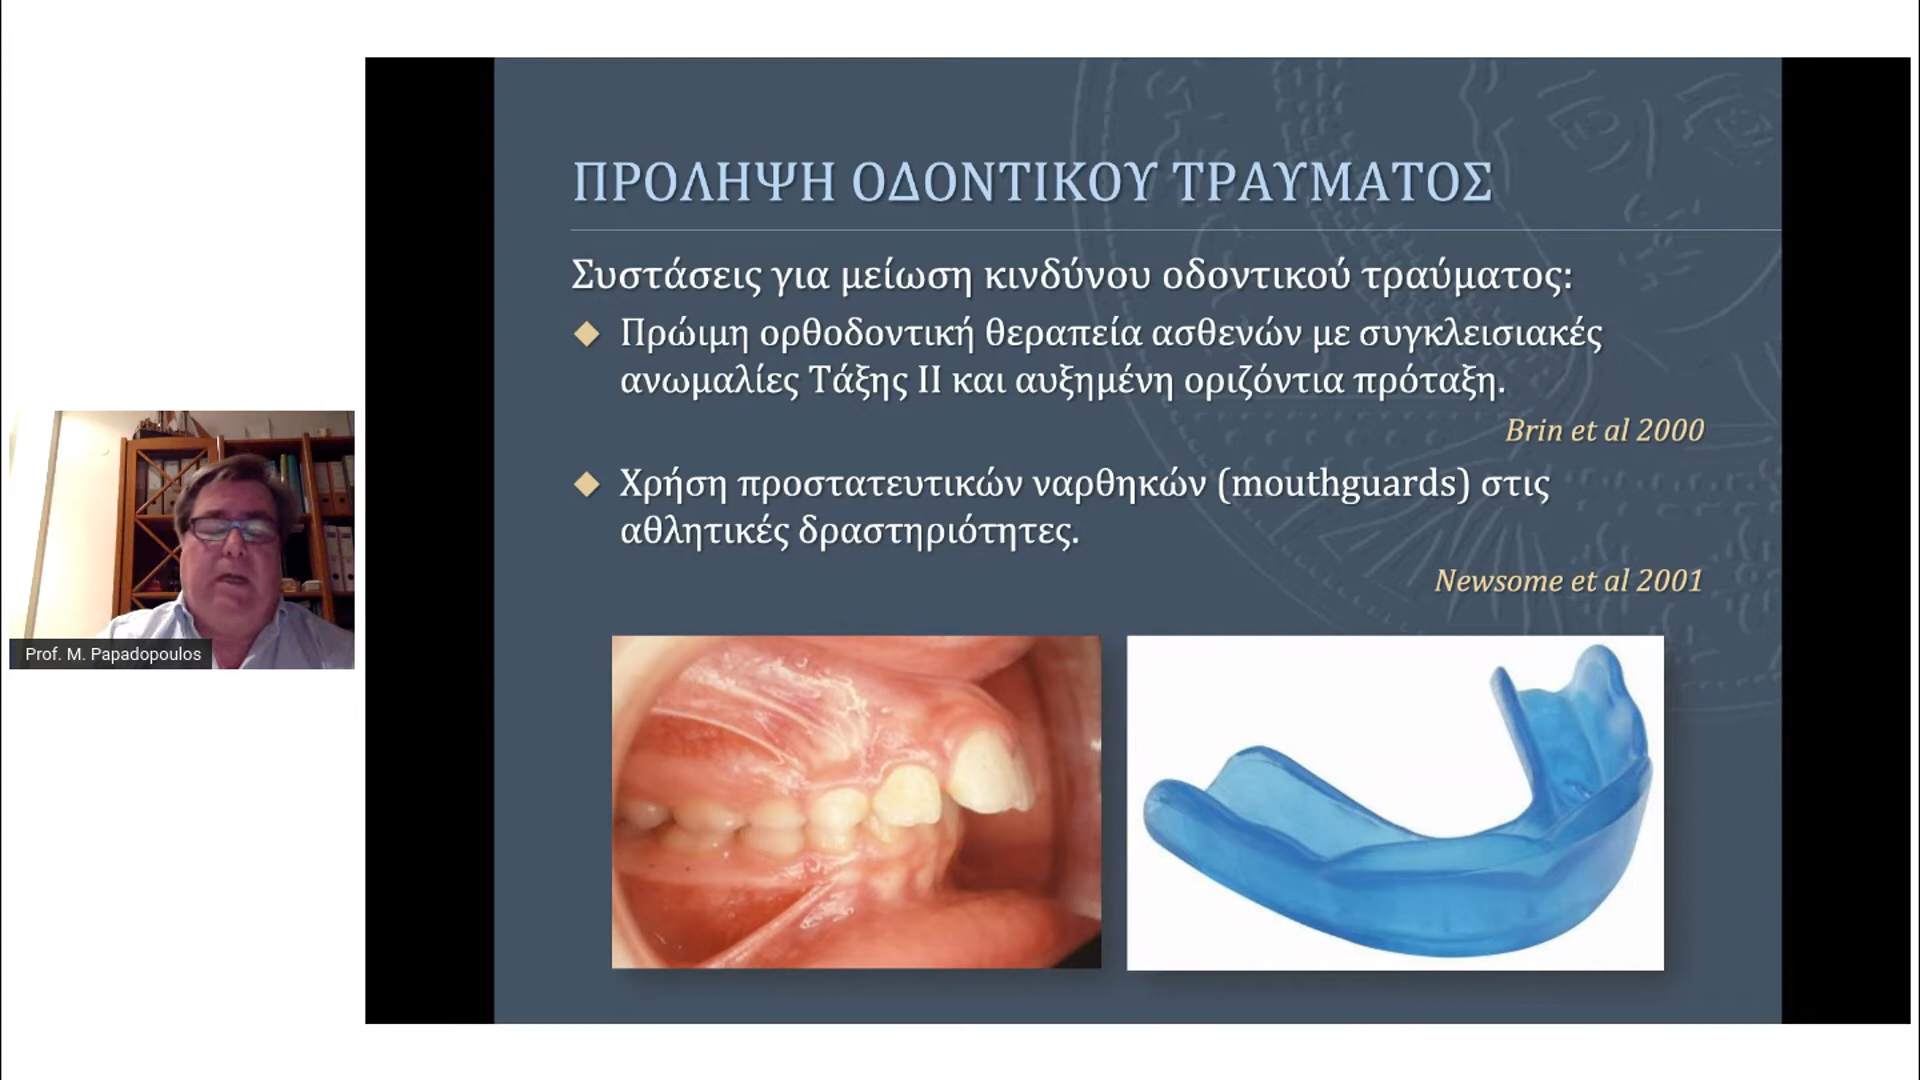 ΠΡΟΛΗΨΗ ΟΔΟΝΤΙΚΟΥ ΤΡΑΥΜΑΤΟΣ
Συστάσεις για μείωση κινδύνου οδοντικού τραύματος:
Πρώιμη ορθοδοντική θεραπεία ασθενών με συγκλεισιακές
ανωμαλίες Τάξης ΙΙ και αυξημένη οριζόντια πρόταξη.
Brin et al 2000
Χρήση προστατευτικών ναρθηκών (mouthguards) στις
αθλητικές δραστηριότητες.
Newsome et al 2001
Prof. M. Papadopoulos